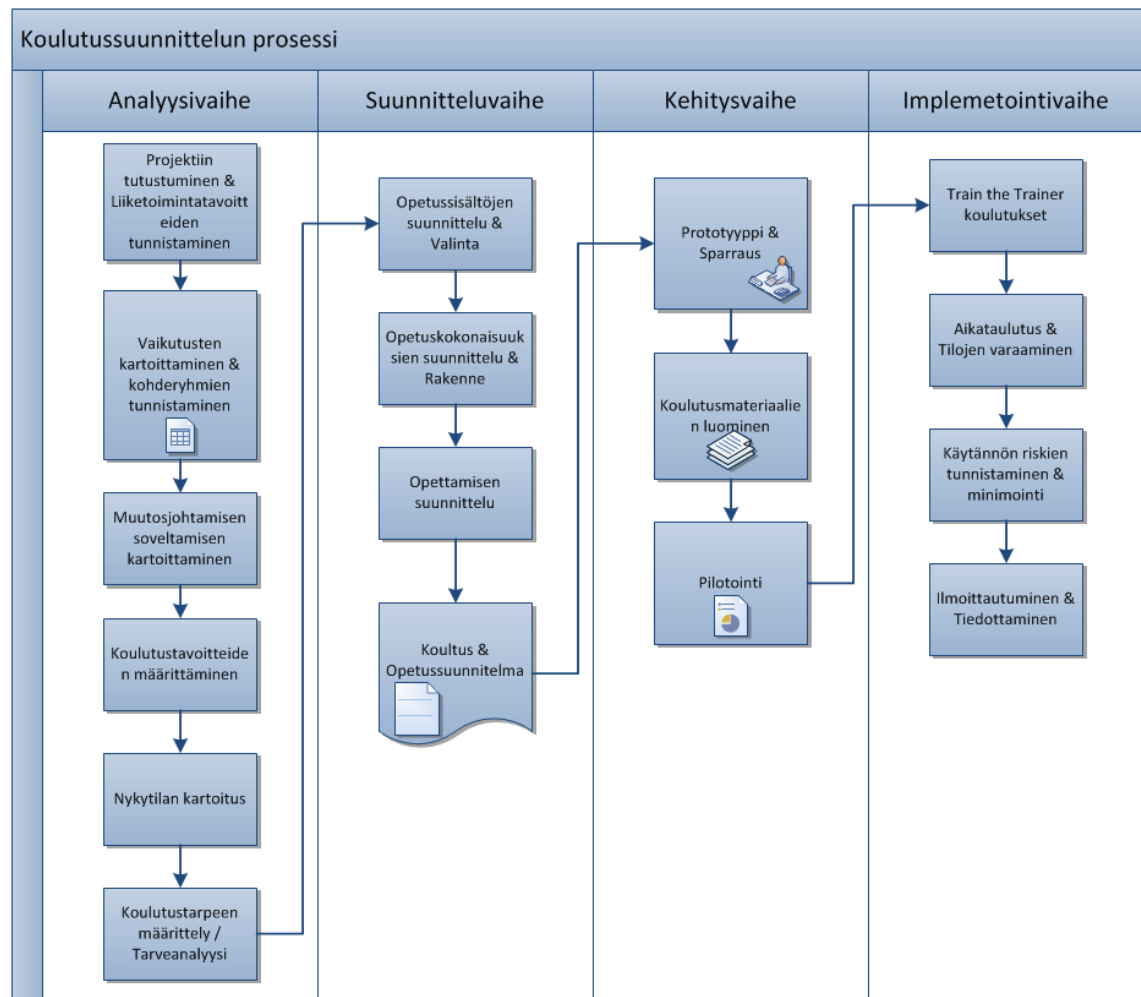 Koulutussuunnittelun prosessi
Analyysivaihe
Suunnitteluvaihe
Kehitysvaihe
Implemetointivaihe
Projektiin
tutustuminen &
Liiketoimintatavoitt
eiden
tunnistaminen
Vaikutusten
kartoittaminen &
kohderyhmien
tunnistaminen
Muutosjohtamisen
soveltamisen
kartoittaminen
Koulutustavoitteide
n määrittäminen
Nykytilan kartoitus
Koulutustarpeen
määrittely /
Tarveanalyysi
Opetussisältöjen
suunnittelu &
Valinta
Opetuskokonaisuuk
sien suunnittelu &
Rakenne
Opettamisen
suunnittelu
Koultus &
Opetussuunnitelma
Prototyyppi &
Sparraus
Koulutusmateriaalie
n luominen
Pilotointi
Train the Trainer
koulutukset
Aikataulutus &
Tilojen varaaminen
Käytännön riskien
tunnistaminen &
minimointi
Ilmoittautuminen &
Tiedottaminen